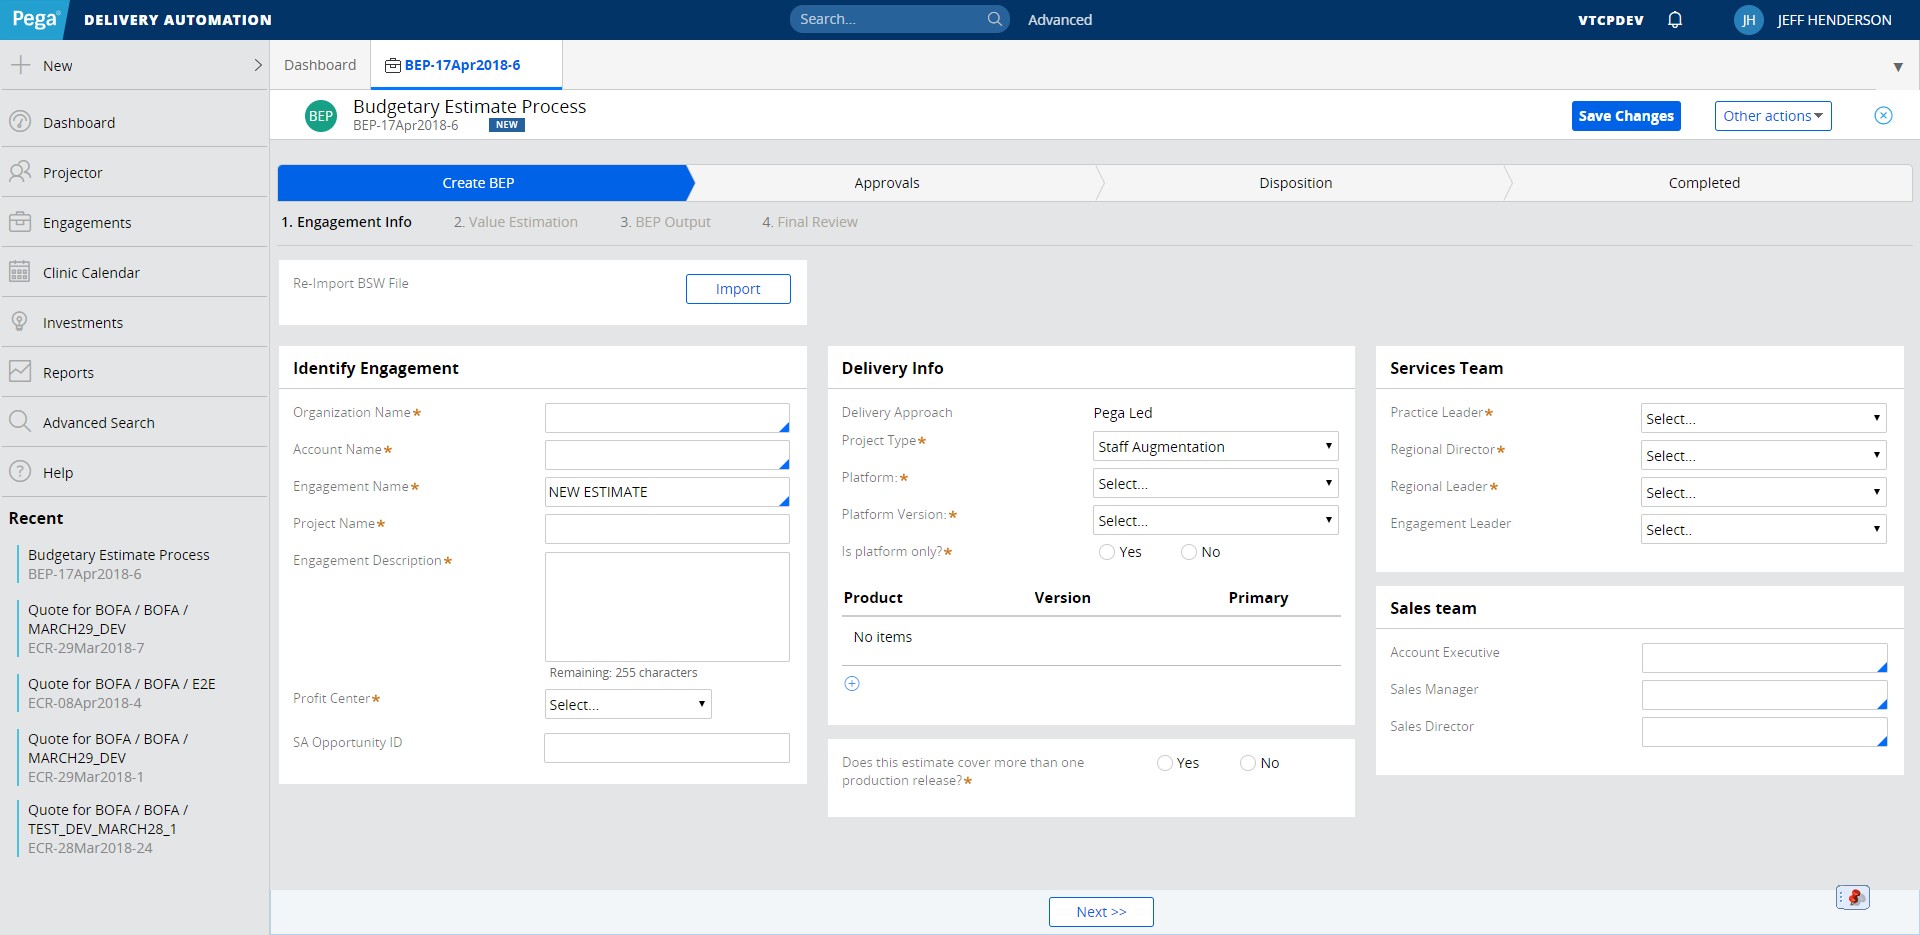 Pega DELIVERY AUTOMATION
Search... Advanced
VTCPDEV JH JEFF HENDERSON
New
Dashboard
Projector
Engagements
Clinic Calendar
Investments
Reports
Advanced Search
Help
Recent
Budgetary Estimate Process
BEP-17Apr2018-6
Quote for BOFA / BOFA /
MARCH29_DEV
ECR-29Mar2018-7
Quote for BOFA / BOFA / E2E
ECR-08Apr2018-4
Quote for BOFA / BOFA /
MARCH29_DEV
ECR-29Mar2018-1
Quote for BOFA / BOFA /
TEST_DEV_MARCH28_1
ECR-28Mar2018-24
Dashboard BEP-17Apr2018-6
BEP Budgetary Estimate Process
BEP-17Apr2018-6 NEW
Save Changes Other actions
Create BEP Approvals Disposition Completed
1. Engagement Info 2. Value Estimation 3. BEP Output 4. Final Review
Re-Import BSW File Import
Identify Engagement
Organization Name*
Account Name*
Engagement Name* NEW ESTIMATE
Project Name*
Engagement Description*
Remaining: 255 characters
Profit Center* Select...
SA Opportunity ID
Delivery Info
Delivery Approach Pega Led
Project Type* Staff Augmentation
Platform:* Select...
Platform Version:* Select...
Is platform only?* Yes No
Product Version Primary
No items
Does this estimate cover more than one
production release?* Yes No
Services Team
Practice Leader* Select...
Regional Director* Select...
Regional Leader* Select...
Engagement Leader Select..
Sales team
Account Executive
Sales Manager
Sales Director
Next >>